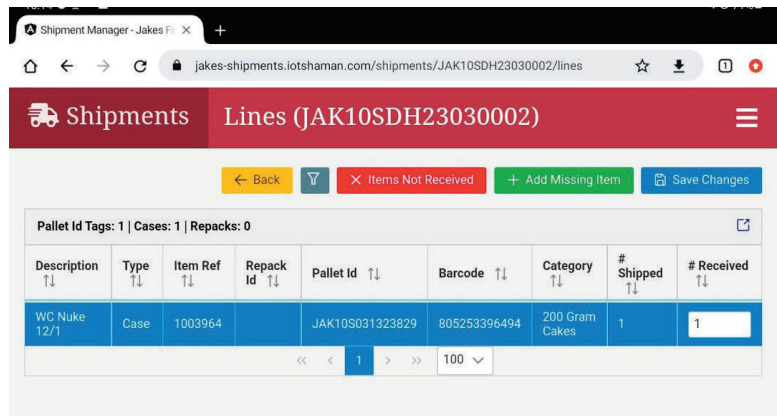 Shipment Manager - Jakes Fi
jakes-shipments.iotshaman.com/shipments/JAK10SDH23030002/lines
1
Shipments Lines (JAK10SDH23030002)
Back Items Not Received Add Missing Item Save Changes
Pallet Id Tags: 1 | Cases: 1 | Repacks: 0
Description Type Item Ref Repack Id Pallet Id Barcode Category # Shipped # Received
WC Nuke 12/1 Case 1003964 JAK10S031323829 805253396494 200 Gram Cakes 1 1
<< < 1 > >> 100